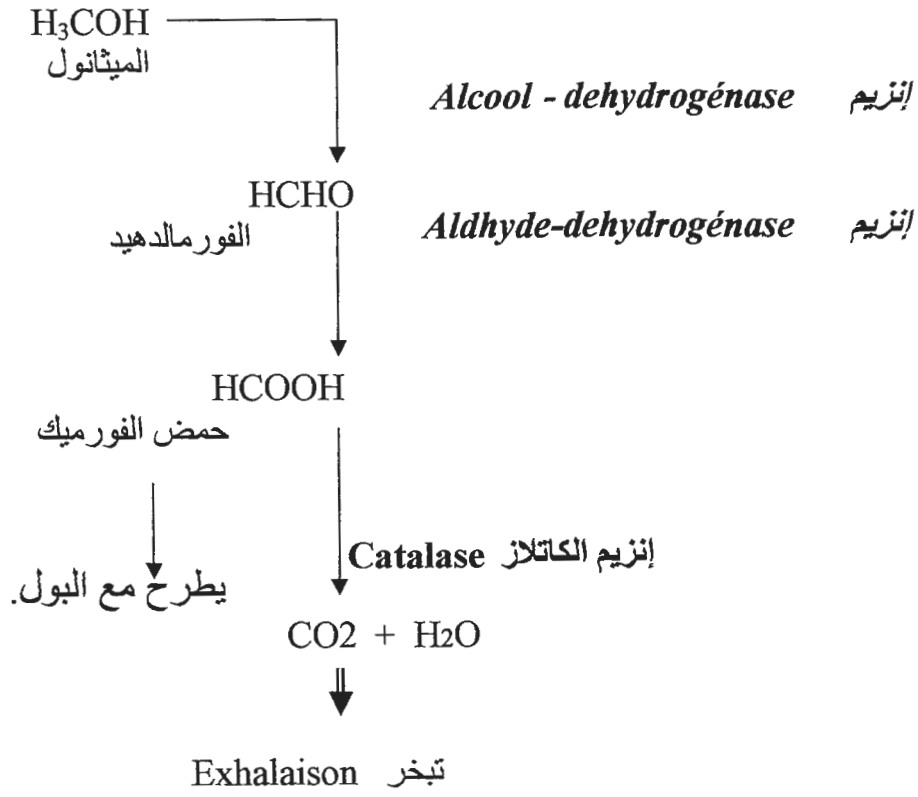 H₃COH
الميثانول
إنزيم Alcool - dehydrogénase
HCHO
الفورمالدهيد
إنزيم Aldhyde-dehydrogénase
HCOOH
حمض الفورميك
إنزيم الكاتلاز Catalase
يطرح مع البول.
CO2 + H2O
تبخر Exhalaison